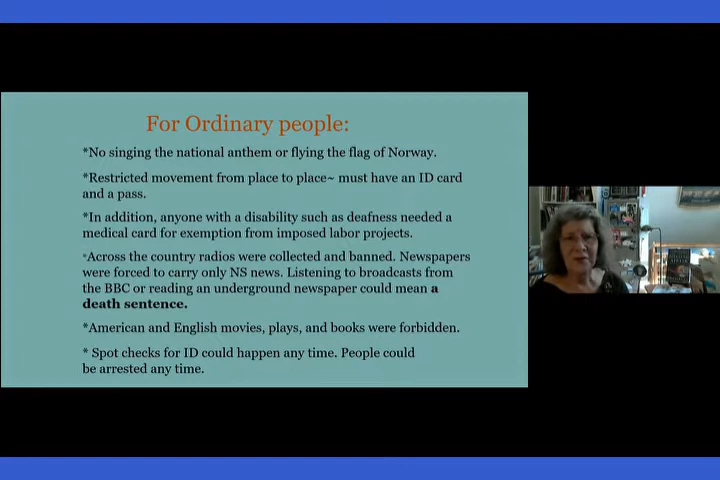 For Ordinary people:
*No singing the national anthem or flying the flag of Norway.
*Restricted movement from place to place~ must have an ID card
and a pass.
*In addition, anyone with a disability such as deafness needed a
medical card for exemption from imposed labor projects.
*Across the country radios were collected and banned. Newspapers
were forced to carry only NS news. Listening to broadcasts from
the BBC or reading an underground newspaper could mean a
death sentence.
*American and English movies, plays, and books were forbidden.
* Spot checks for ID could happen any time. People could
be arrested any time.